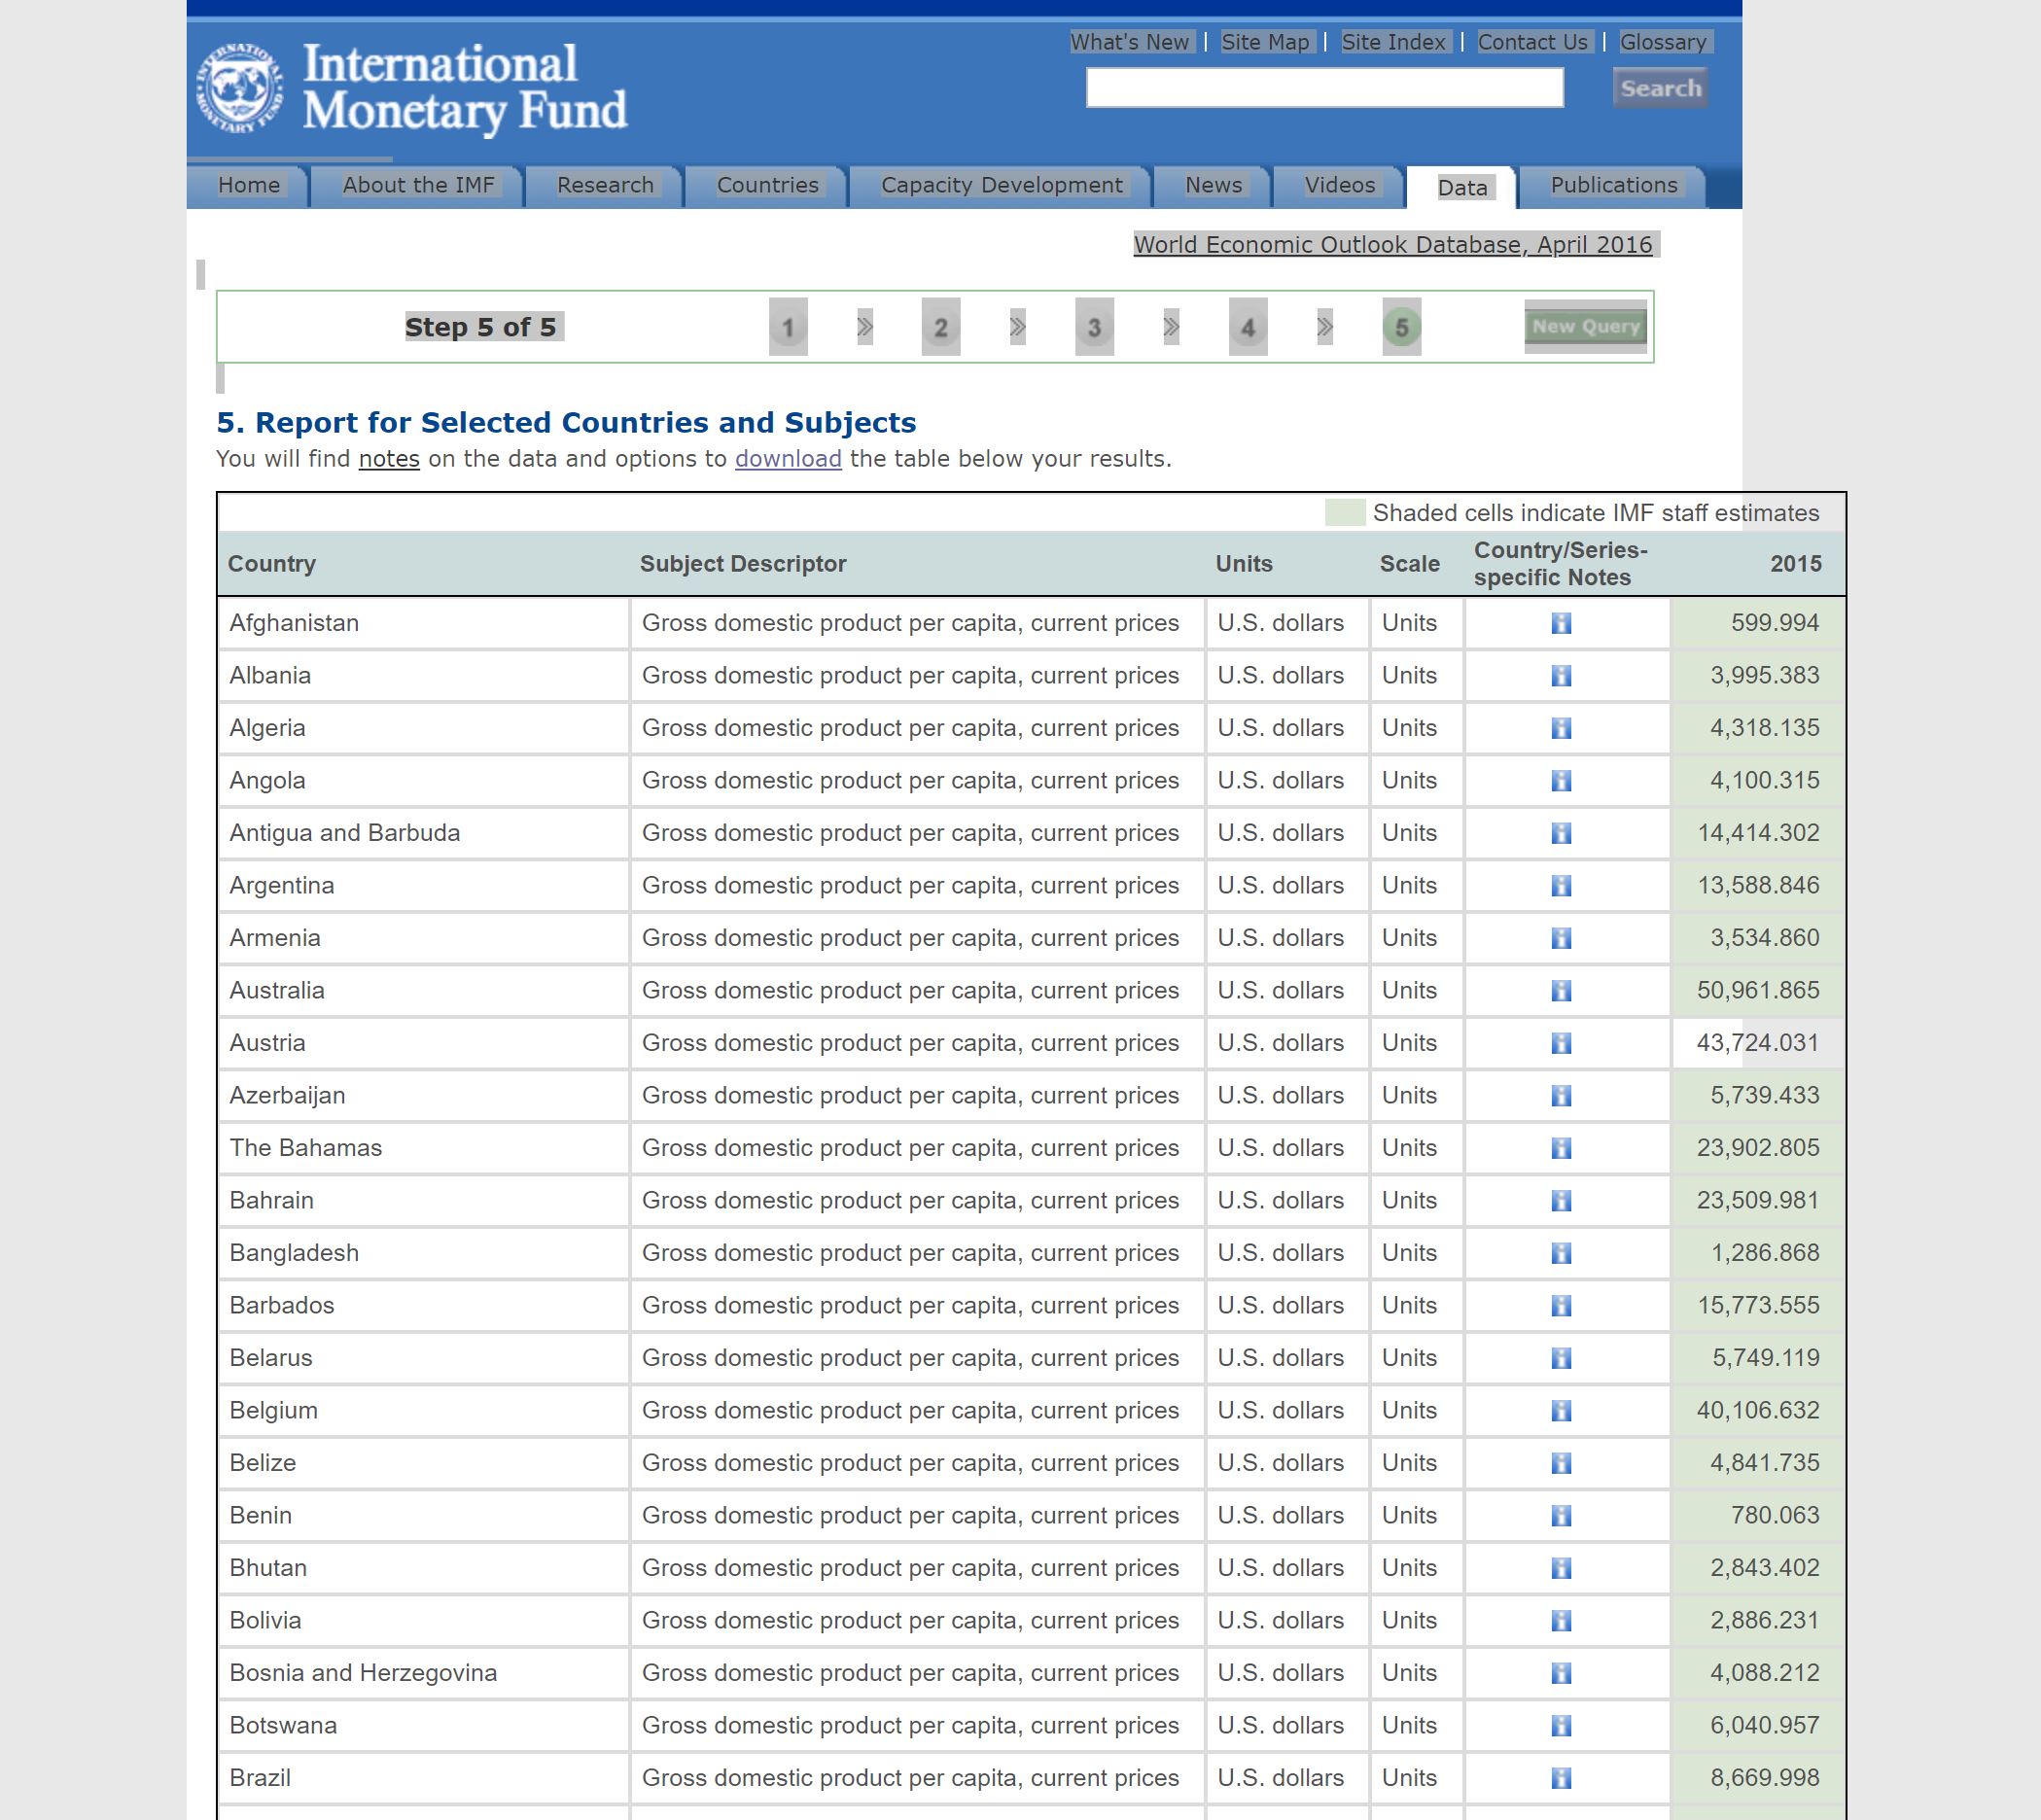 What's New | Site Map | Site Index | Contact Us | Glossary
INTERNATIONAL MONETARY FUND
International
Monetary Fund
Search
Home About the IMF Research Countries Capacity Development News Videos Data Publications
World Economic Outlook Database, April 2016
Step 5 of 5 1 » 2 » 3 » 4 » 5 New Query
5. Report for Selected Countries and Subjects
You will find notes on the data and options to download the table below your results.
Shaded cells indicate IMF staff estimates
Country Subject Descriptor Units Scale Country/Series-specific Notes 2015
Afghanistan Gross domestic product per capita, current prices U.S. dollars Units i 599.994
Albania Gross domestic product per capita, current prices U.S. dollars Units i 3,995.383
Algeria Gross domestic product per capita, current prices U.S. dollars Units i 4,318.135
Angola Gross domestic product per capita, current prices U.S. dollars Units i 4,100.315
Antigua and Barbuda Gross domestic product per capita, current prices U.S. dollars Units i 14,414.302
Argentina Gross domestic product per capita, current prices U.S. dollars Units i 13,588.846
Armenia Gross domestic product per capita, current prices U.S. dollars Units i 3,534.860
Australia Gross domestic product per capita, current prices U.S. dollars Units i 50,961.865
Austria Gross domestic product per capita, current prices U.S. dollars Units i 43,724.031
Azerbaijan Gross domestic product per capita, current prices U.S. dollars Units i 5,739.433
The Bahamas Gross domestic product per capita, current prices U.S. dollars Units i 23,902.805
Bahrain Gross domestic product per capita, current prices U.S. dollars Units i 23,509.981
Bangladesh Gross domestic product per capita, current prices U.S. dollars Units i 1,286.868
Barbados Gross domestic product per capita, current prices U.S. dollars Units i 15,773.555
Belarus Gross domestic product per capita, current prices U.S. dollars Units i 5,749.119
Belgium Gross domestic product per capita, current prices U.S. dollars Units i 40,106.632
Belize Gross domestic product per capita, current prices U.S. dollars Units i 4,841.735
Benin Gross domestic product per capita, current prices U.S. dollars Units i 780.063
Bhutan Gross domestic product per capita, current prices U.S. dollars Units i 2,843.402
Bolivia Gross domestic product per capita, current prices U.S. dollars Units i 2,886.231
Bosnia and Herzegovina Gross domestic product per capita, current prices U.S. dollars Units i 4,088.212
Botswana Gross domestic product per capita, current prices U.S. dollars Units i 6,040.957
Brazil Gross domestic product per capita, current prices U.S. dollars Units i 8,669.998